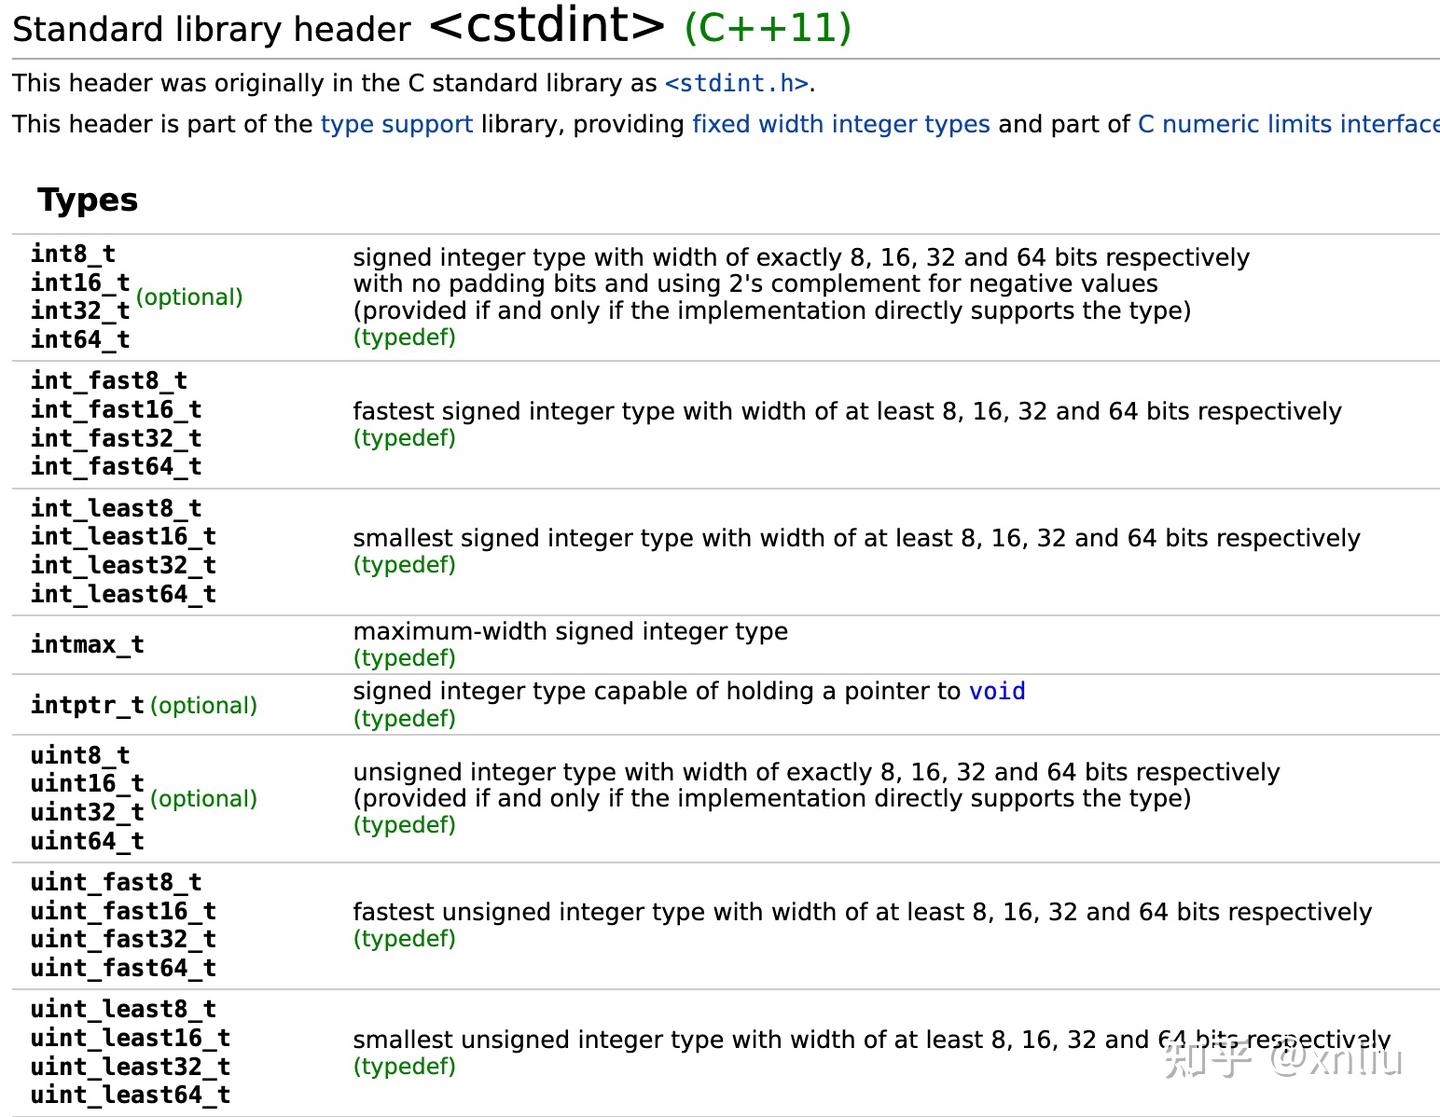 Standard library header <cstdint> (C++11)
This header was originally in the C standard library as <stdint.h>.
This header is part of the type support library, providing fixed width integer types and part of C numeric limits interface
Types
int8_t
int16_t
int32_t
int64_t
(optional)
signed integer type with width of exactly 8, 16, 32 and 64 bits respectively
with no padding bits and using 2's complement for negative values
(provided if and only if the implementation directly supports the type)
(typedef)
int_fast8_t
int_fast16_t
int_fast32_t
int_fast64_t
fastest signed integer type with width of at least 8, 16, 32 and 64 bits respectively
(typedef)
int_least8_t
int_least16_t
int_least32_t
int_least64_t
smallest signed integer type with width of at least 8, 16, 32 and 64 bits respectively
(typedef)
intmax_t
maximum-width signed integer type
(typedef)
intptr_t (optional)
signed integer type capable of holding a pointer to void
(typedef)
uint8_t
uint16_t
uint32_t
uint64_t
(optional)
unsigned integer type with width of exactly 8, 16, 32 and 64 bits respectively
(provided if and only if the implementation directly supports the type)
(typedef)
uint_fast8_t
uint_fast16_t
uint_fast32_t
uint_fast64_t
fastest unsigned integer type with width of at least 8, 16, 32 and 64 bits respectively
(typedef)
uint_least8_t
uint_least16_t
uint_least32_t
uint_least64_t
smallest unsigned integer type with width of at least 8, 16, 32 and 64 bits respectively
(typedef)
知乎 @xnliu